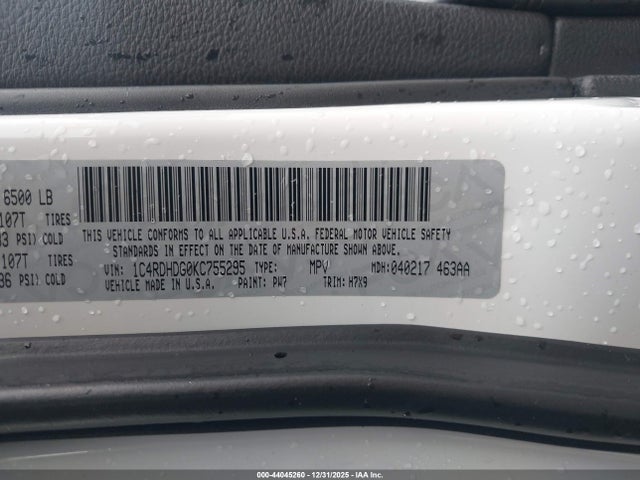 6500 LB
107T TIRES
PSI) COLD
107T TIRES
36 PSI) COLD
THIS VEHICLE CONFORMS TO ALL APPLICABLE U.S.A. FEDERAL MOTOR VEHICLE SAFETY
STANDARDS IN EFFECT ON THE DATE OF MANUFACTURE SHOWN ABOVE.
VIN: 1C4RDHDG0KC755295 TYPE: MPV MDH: 040217 463AA
VEHICLE MADE IN U.S.A. PAINT: PW7 TRIM: H7X9
000-44045260 - 12/31/2025 - IAA Inc.